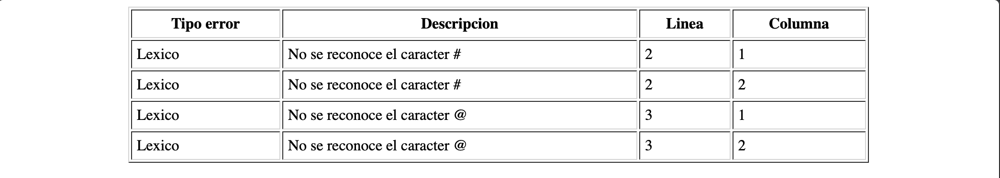 Tipo error Descripcion Linea Columna
Lexico No se reconoce el caracter # 2 1
Lexico No se reconoce el caracter # 2 2
Lexico No se reconoce el caracter @ 3 1
Lexico No se reconoce el caracter @ 3 2